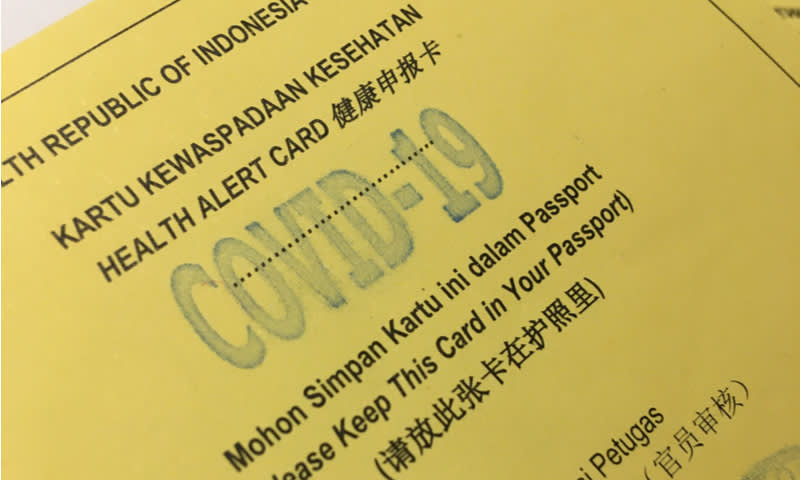 LTH REPUBLIC OF INDONESIA
KARTU KEWASPADAAN KESEHATAN
HEALTH ALERT CARD 健康申报卡
COVID-19
Mohon Simpan Kartu ini dalam Passport
lease Keep This Card in Your Passport)
(请放此张卡在护照里)
si Petugas
(官员审核)